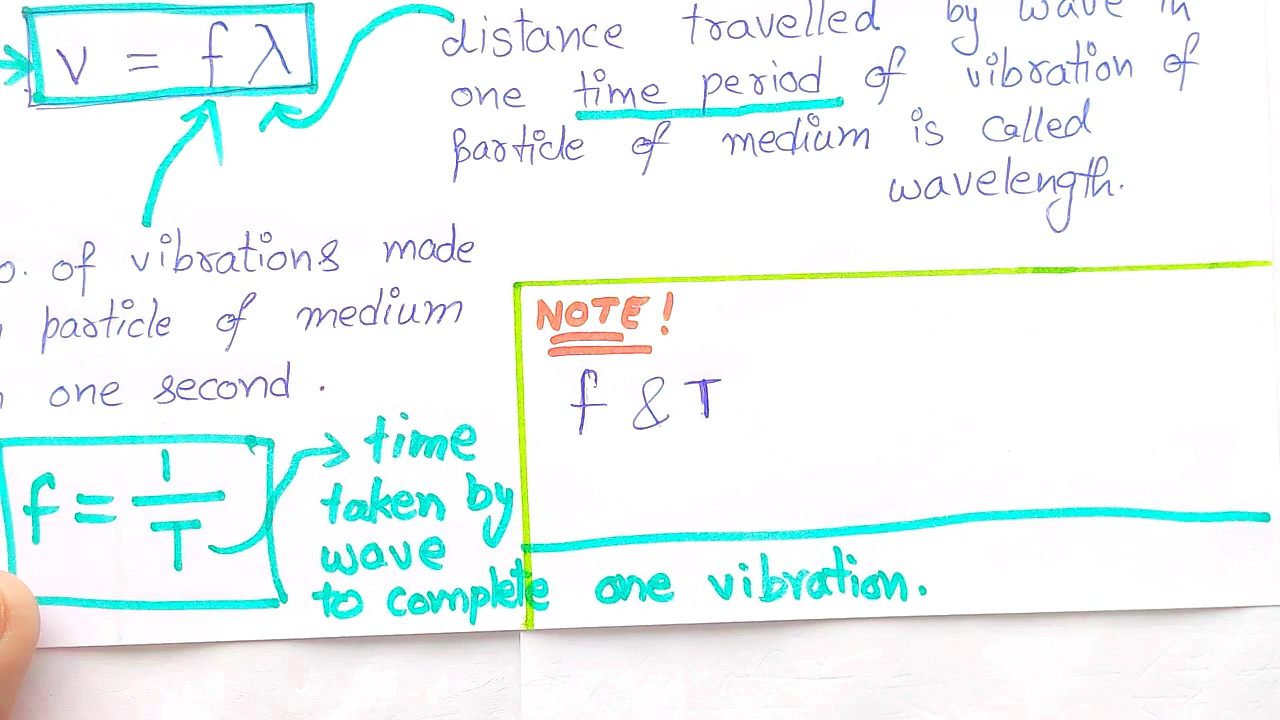 v = f λ
distance travelled by wave in
one time period of vibration of
particle of medium is called
wavelength.
o. of vibrations made
particle of medium
one second.
f = 1/T
time
taken by
wave
to complete one vibration.
NOTE!
f & T